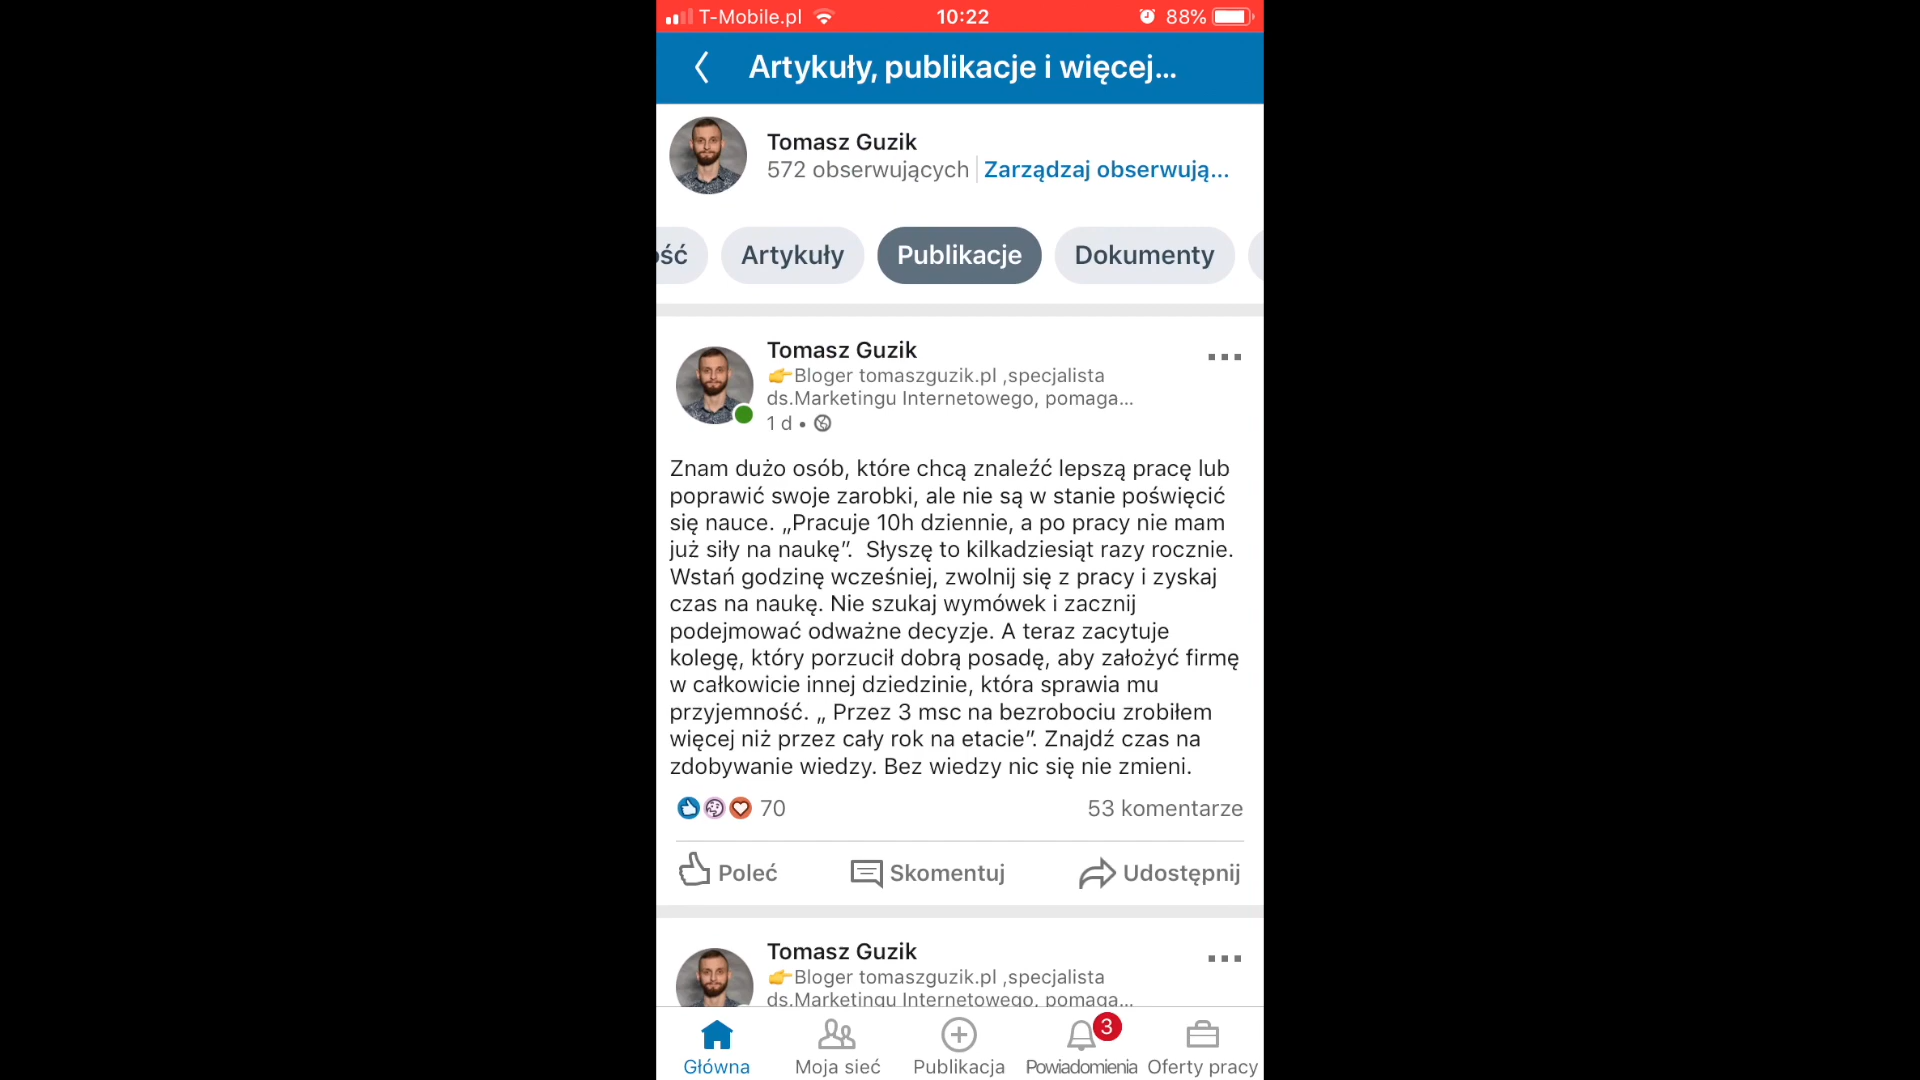 T-Mobile.pl 10:22 88%
Artykuły, publikacje i więcej...
Tomasz Guzik
572 obserwujących Zarządzaj obserwują...
ość Artykuły Publikacje Dokumenty
Tomasz Guzik
👉Bloger tomaszguzik.pl ,specjalista
ds.Marketingu Internetowego, pomaga...
1 d •
Znam dużo osób, które chcą znaleźć lepszą pracę lub
poprawić swoje zarobki, ale nie są w stanie poświęcić
się nauce. „Pracuje 10h dziennie, a po pracy nie mam
już siły na naukę”.  Słyszę to kilkadziesiąt razy rocznie.
Wstań godzinę wcześniej, zwolnij się z pracy i zyskaj
czas na naukę. Nie szukaj wymówek i zacznij
podejmować odważne decyzje. A teraz zacytuje
kolegę, który porzucił dobrą posadę, aby założyć firmę
w całkowicie innej dziedzinie, która sprawia mu
przyjemność. „ Przez 3 msc na bezrobociu zrobiłem
więcej niż przez cały rok na etacie”. Znajdź czas na
zdobywanie wiedzy. Bez wiedzy nic się nie zmieni.
70 53 komentarze
Poleć Skomentuj Udostępnij
Tomasz Guzik
👉Bloger tomaszguzik.pl ,specjalista
ds.Marketingu Internetowego, pomaga...
3
Główna Moja sieć Publikacja Powiadomienia Oferty pracy